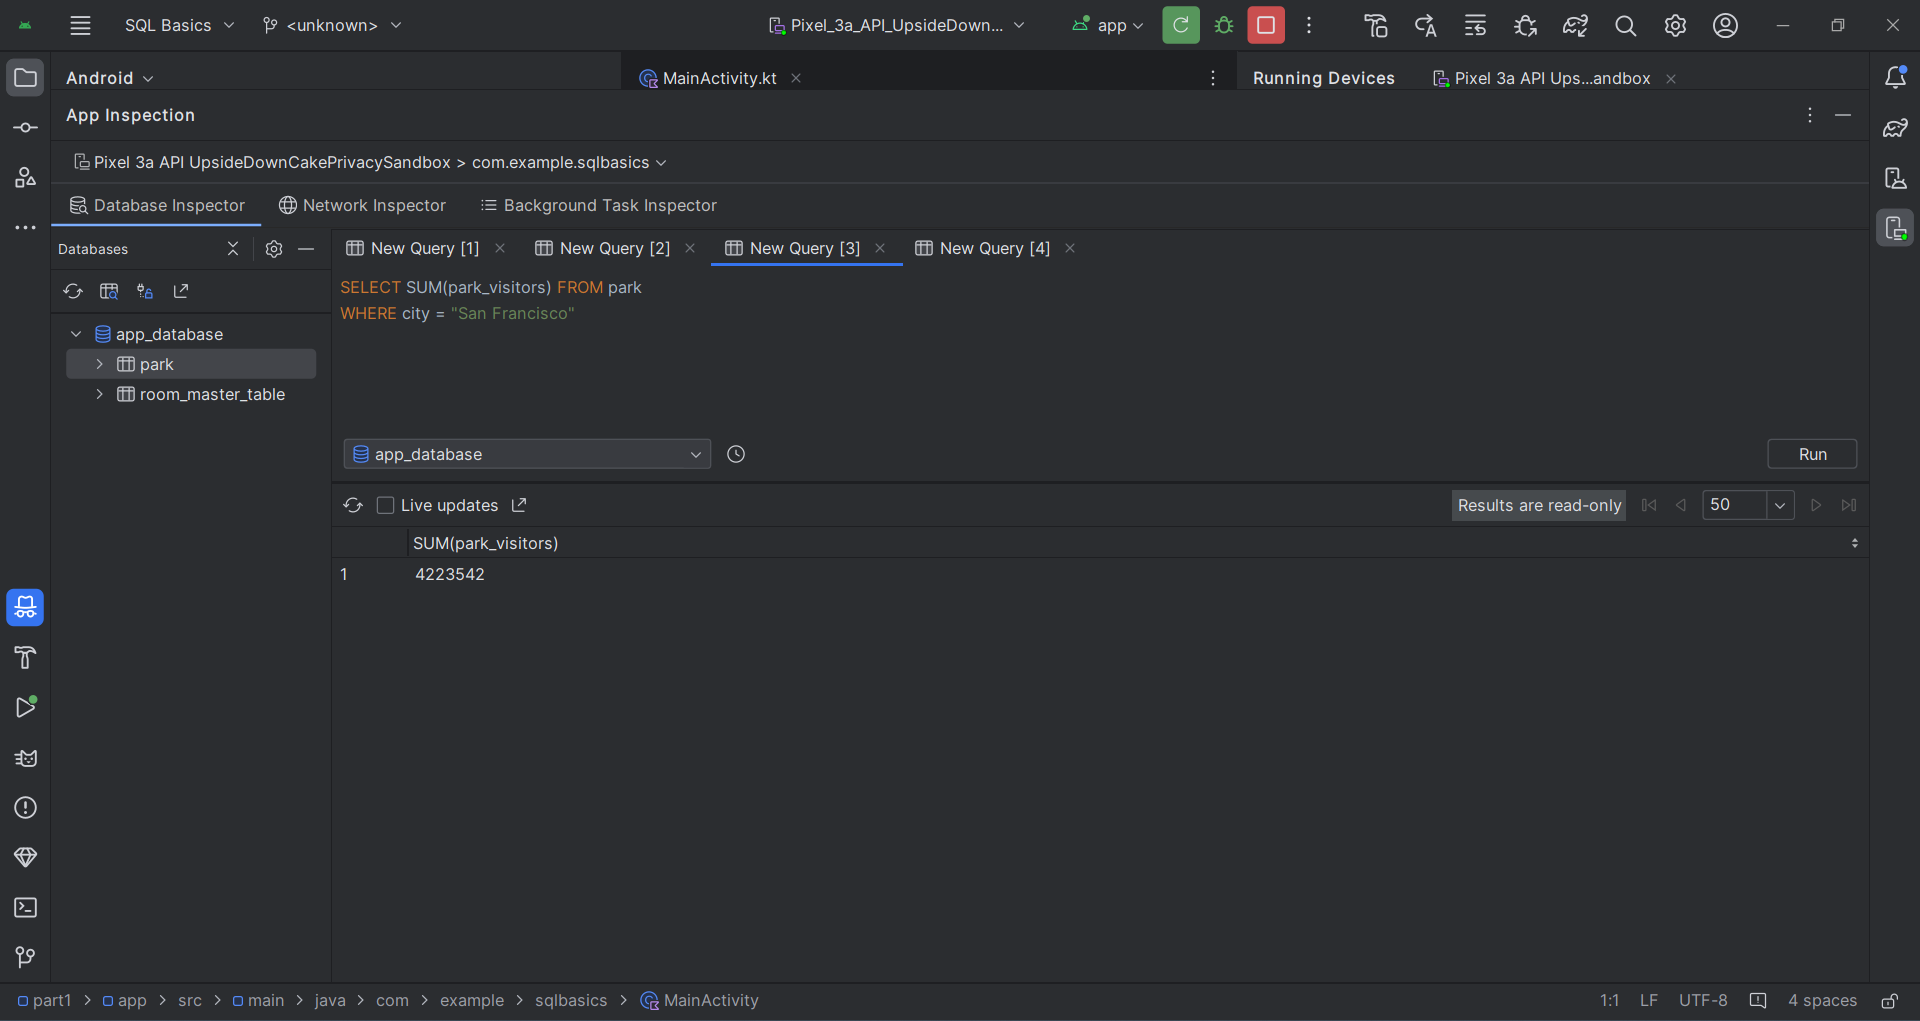 SQL Basics
<unknown>
Pixel_3a_API_UpsideDown...
app
Android
MainActivity.kt
Running Devices
Pixel 3a API Ups...andbox
App Inspection
Pixel 3a API UpsideDownCakePrivacySandbox > com.example.sqlbasics
Database Inspector
Network Inspector
Background Task Inspector
Databases
New Query [1]
New Query [2]
New Query [3]
New Query [4]
SELECT SUM(park_visitors) FROM park
WHERE city = "San Francisco"
app_database
park
room_master_table
app_database
Run
Live updates
Results are read-only
50
SUM(park_visitors)
1 4223542
part1 > app > src > main > java > com > example > sqlbasics > MainActivity
1:1 LF UTF-8 4 spaces